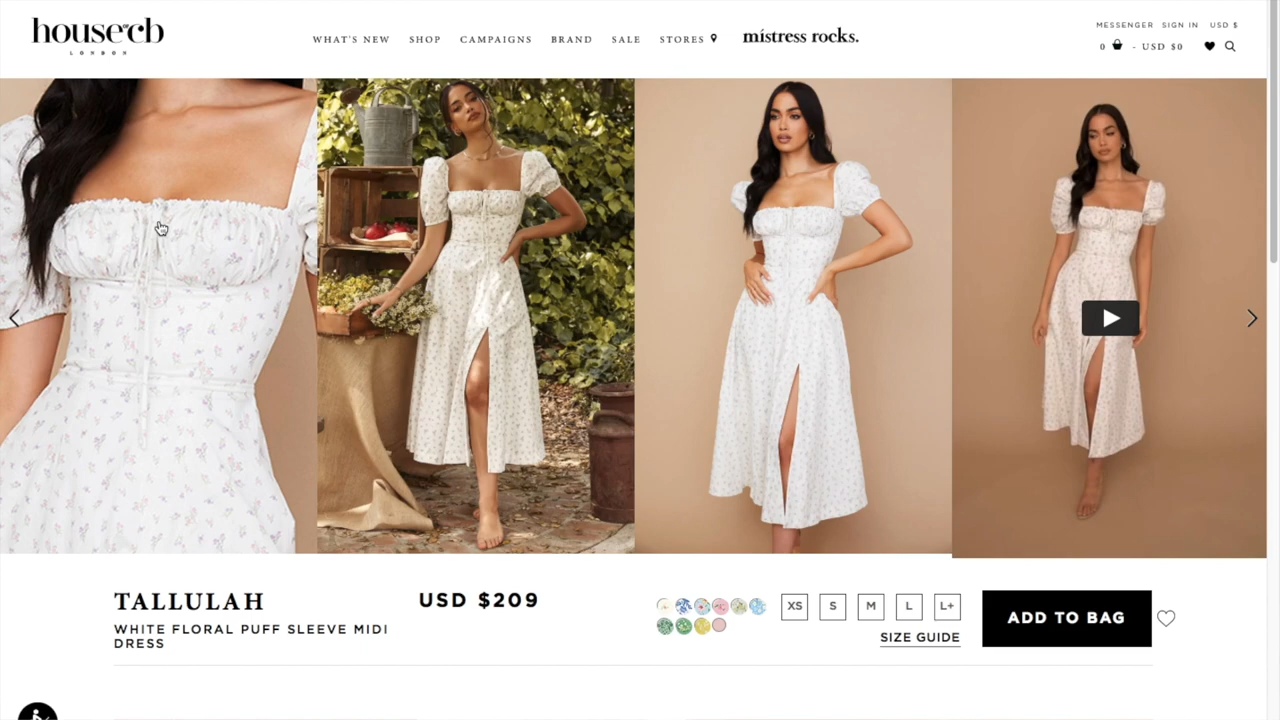 house of cb
LONDON
WHAT'S NEW SHOP CAMPAIGNS BRAND SALE STORES
mistress rocks.
MESSENGER SIGN IN USD $
0 - USD $0
TALLULAH
WHITE FLORAL PUFF SLEEVE MIDI
DRESS
USD $209
XS S M L L+
SIZE GUIDE
ADD TO BAG